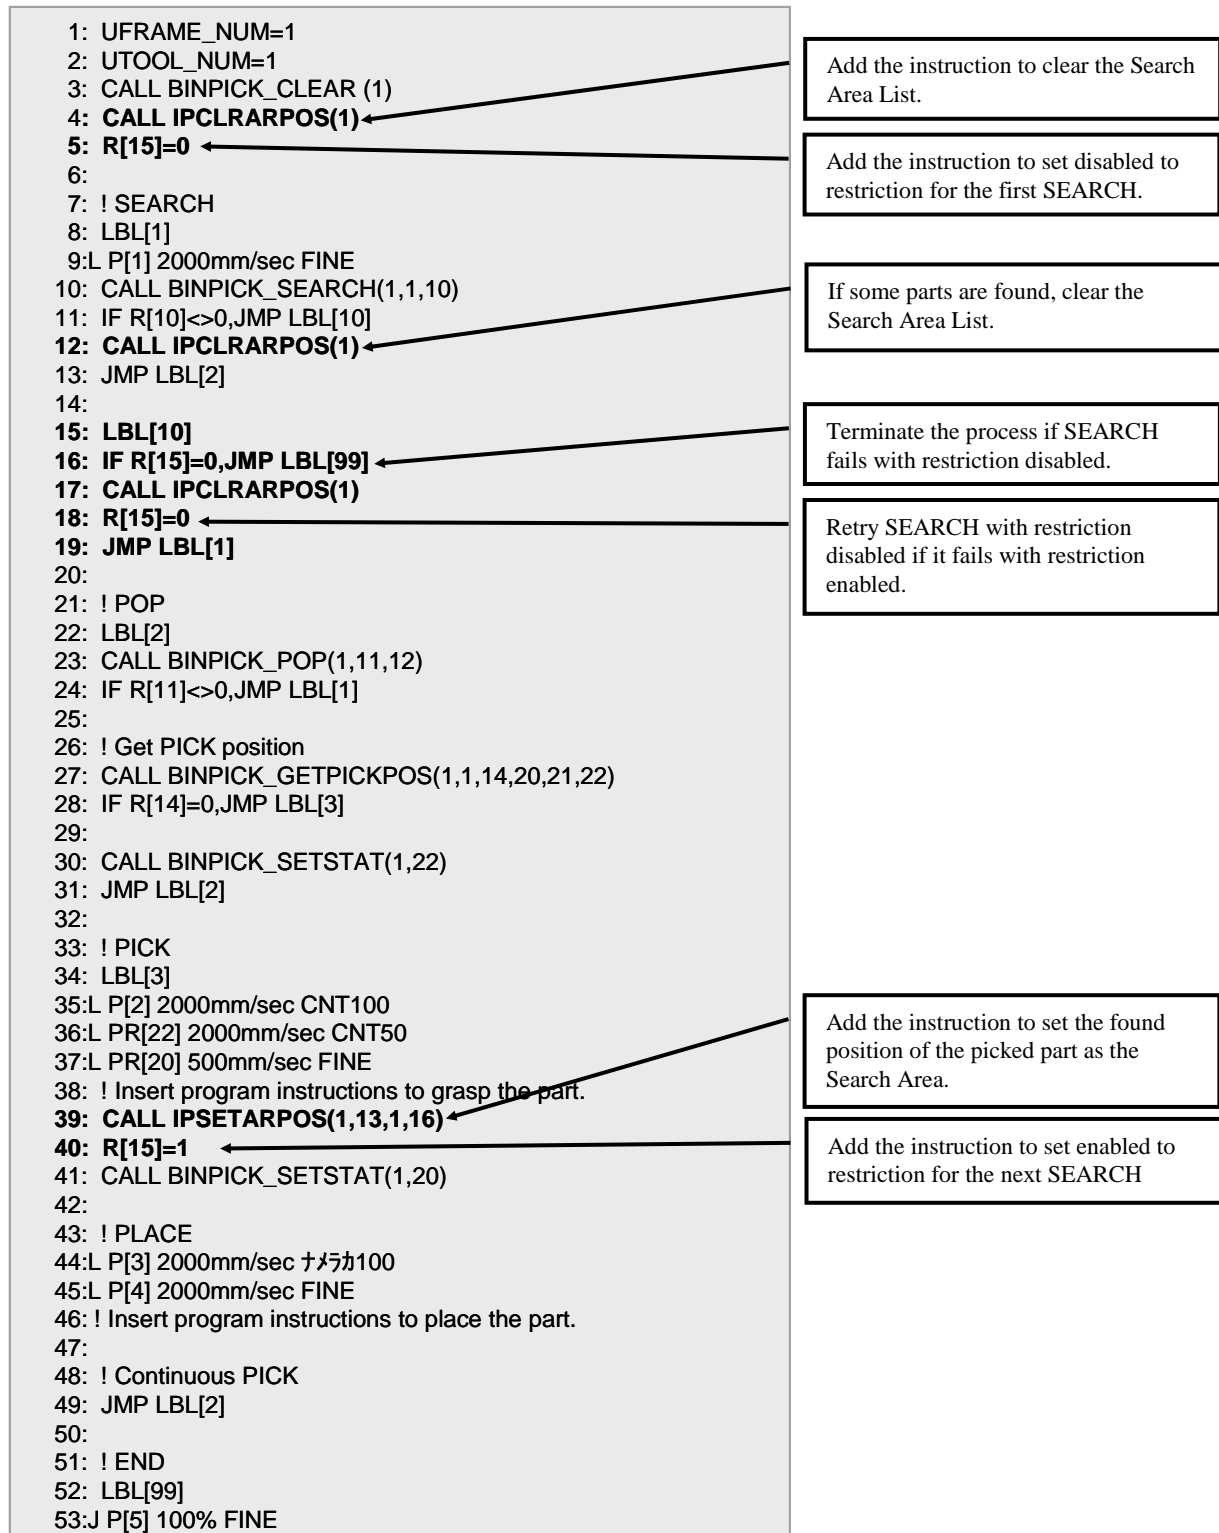 1: UFRAME_NUM=1
2: UTOOL_NUM=1
3: CALL BINPICK_CLEAR (1)
4: CALL IPCLRARPOS(1)
5: R[15]=0
6:
7: ! SEARCH
8: LBL[1]
9:L P[1] 2000mm/sec FINE
10: CALL BINPICK_SEARCH(1,1,10)
11: IF R[10]<>0,JMP LBL[10]
12: CALL IPCLRARPOS(1)
13: JMP LBL[2]
14:
15: LBL[10]
16: IF R[15]=0,JMP LBL[99]
17: CALL IPCLRARPOS(1)
18: R[15]=0
19: JMP LBL[1]
20:
21: ! POP
22: LBL[2]
23: CALL BINPICK_POP(1,11,12)
24: IF R[11]<>0,JMP LBL[1]
25:
26: ! Get PICK position
27: CALL BINPICK_GETPICKPOS(1,1,14,20,21,22)
28: IF R[14]=0,JMP LBL[3]
29:
30: CALL BINPICK_SETSTAT(1,22)
31: JMP LBL[2]
32:
33: ! PICK
34: LBL[3]
35:L P[2] 2000mm/sec CNT100
36:L PR[22] 2000mm/sec CNT50
37:L PR[20] 500mm/sec FINE
38: ! Insert program instructions to grasp the part.
39: CALL IPSETARPOS(1,13,1,16)
40: R[15]=1
41: CALL BINPICK_SETSTAT(1,20)
42:
43: ! PLACE
44:L P[3] 2000mm/sec ﾅﾒﾗｶ100
45:L P[4] 2000mm/sec FINE
46: ! Insert program instructions to place the part.
47:
48: ! Continuous PICK
49: JMP LBL[2]
50:
51: ! END
52: LBL[99]
53:J P[5] 100% FINE
Add the instruction to clear the Search
Area List.
Add the instruction to set disabled to
restriction for the first SEARCH.
If some parts are found, clear the
Search Area List.
Terminate the process if SEARCH
fails with restriction disabled.
Retry SEARCH with restriction
disabled if it fails with restriction
enabled.
Add the instruction to set the found
position of the picked part as the
Search Area.
Add the instruction to set enabled to
restriction for the next SEARCH